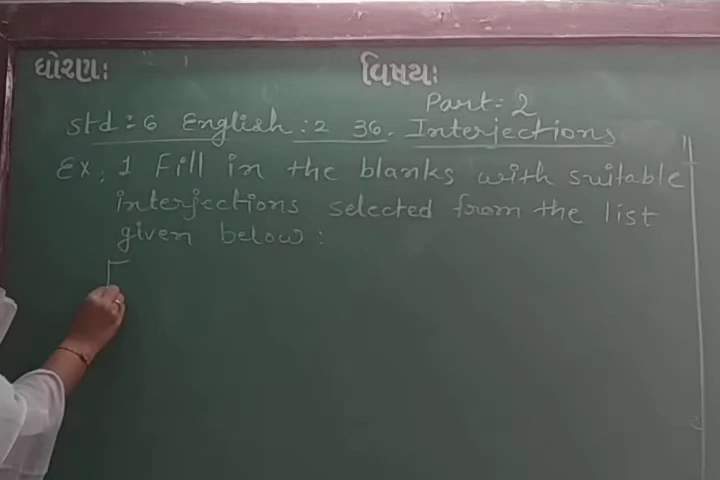 ધોરણ: વિષય:
Part: 2
Std: 6 English: 2 36. Interjections
Ex: 1 Fill in the blanks with suitable
interjections selected from the list
given below: